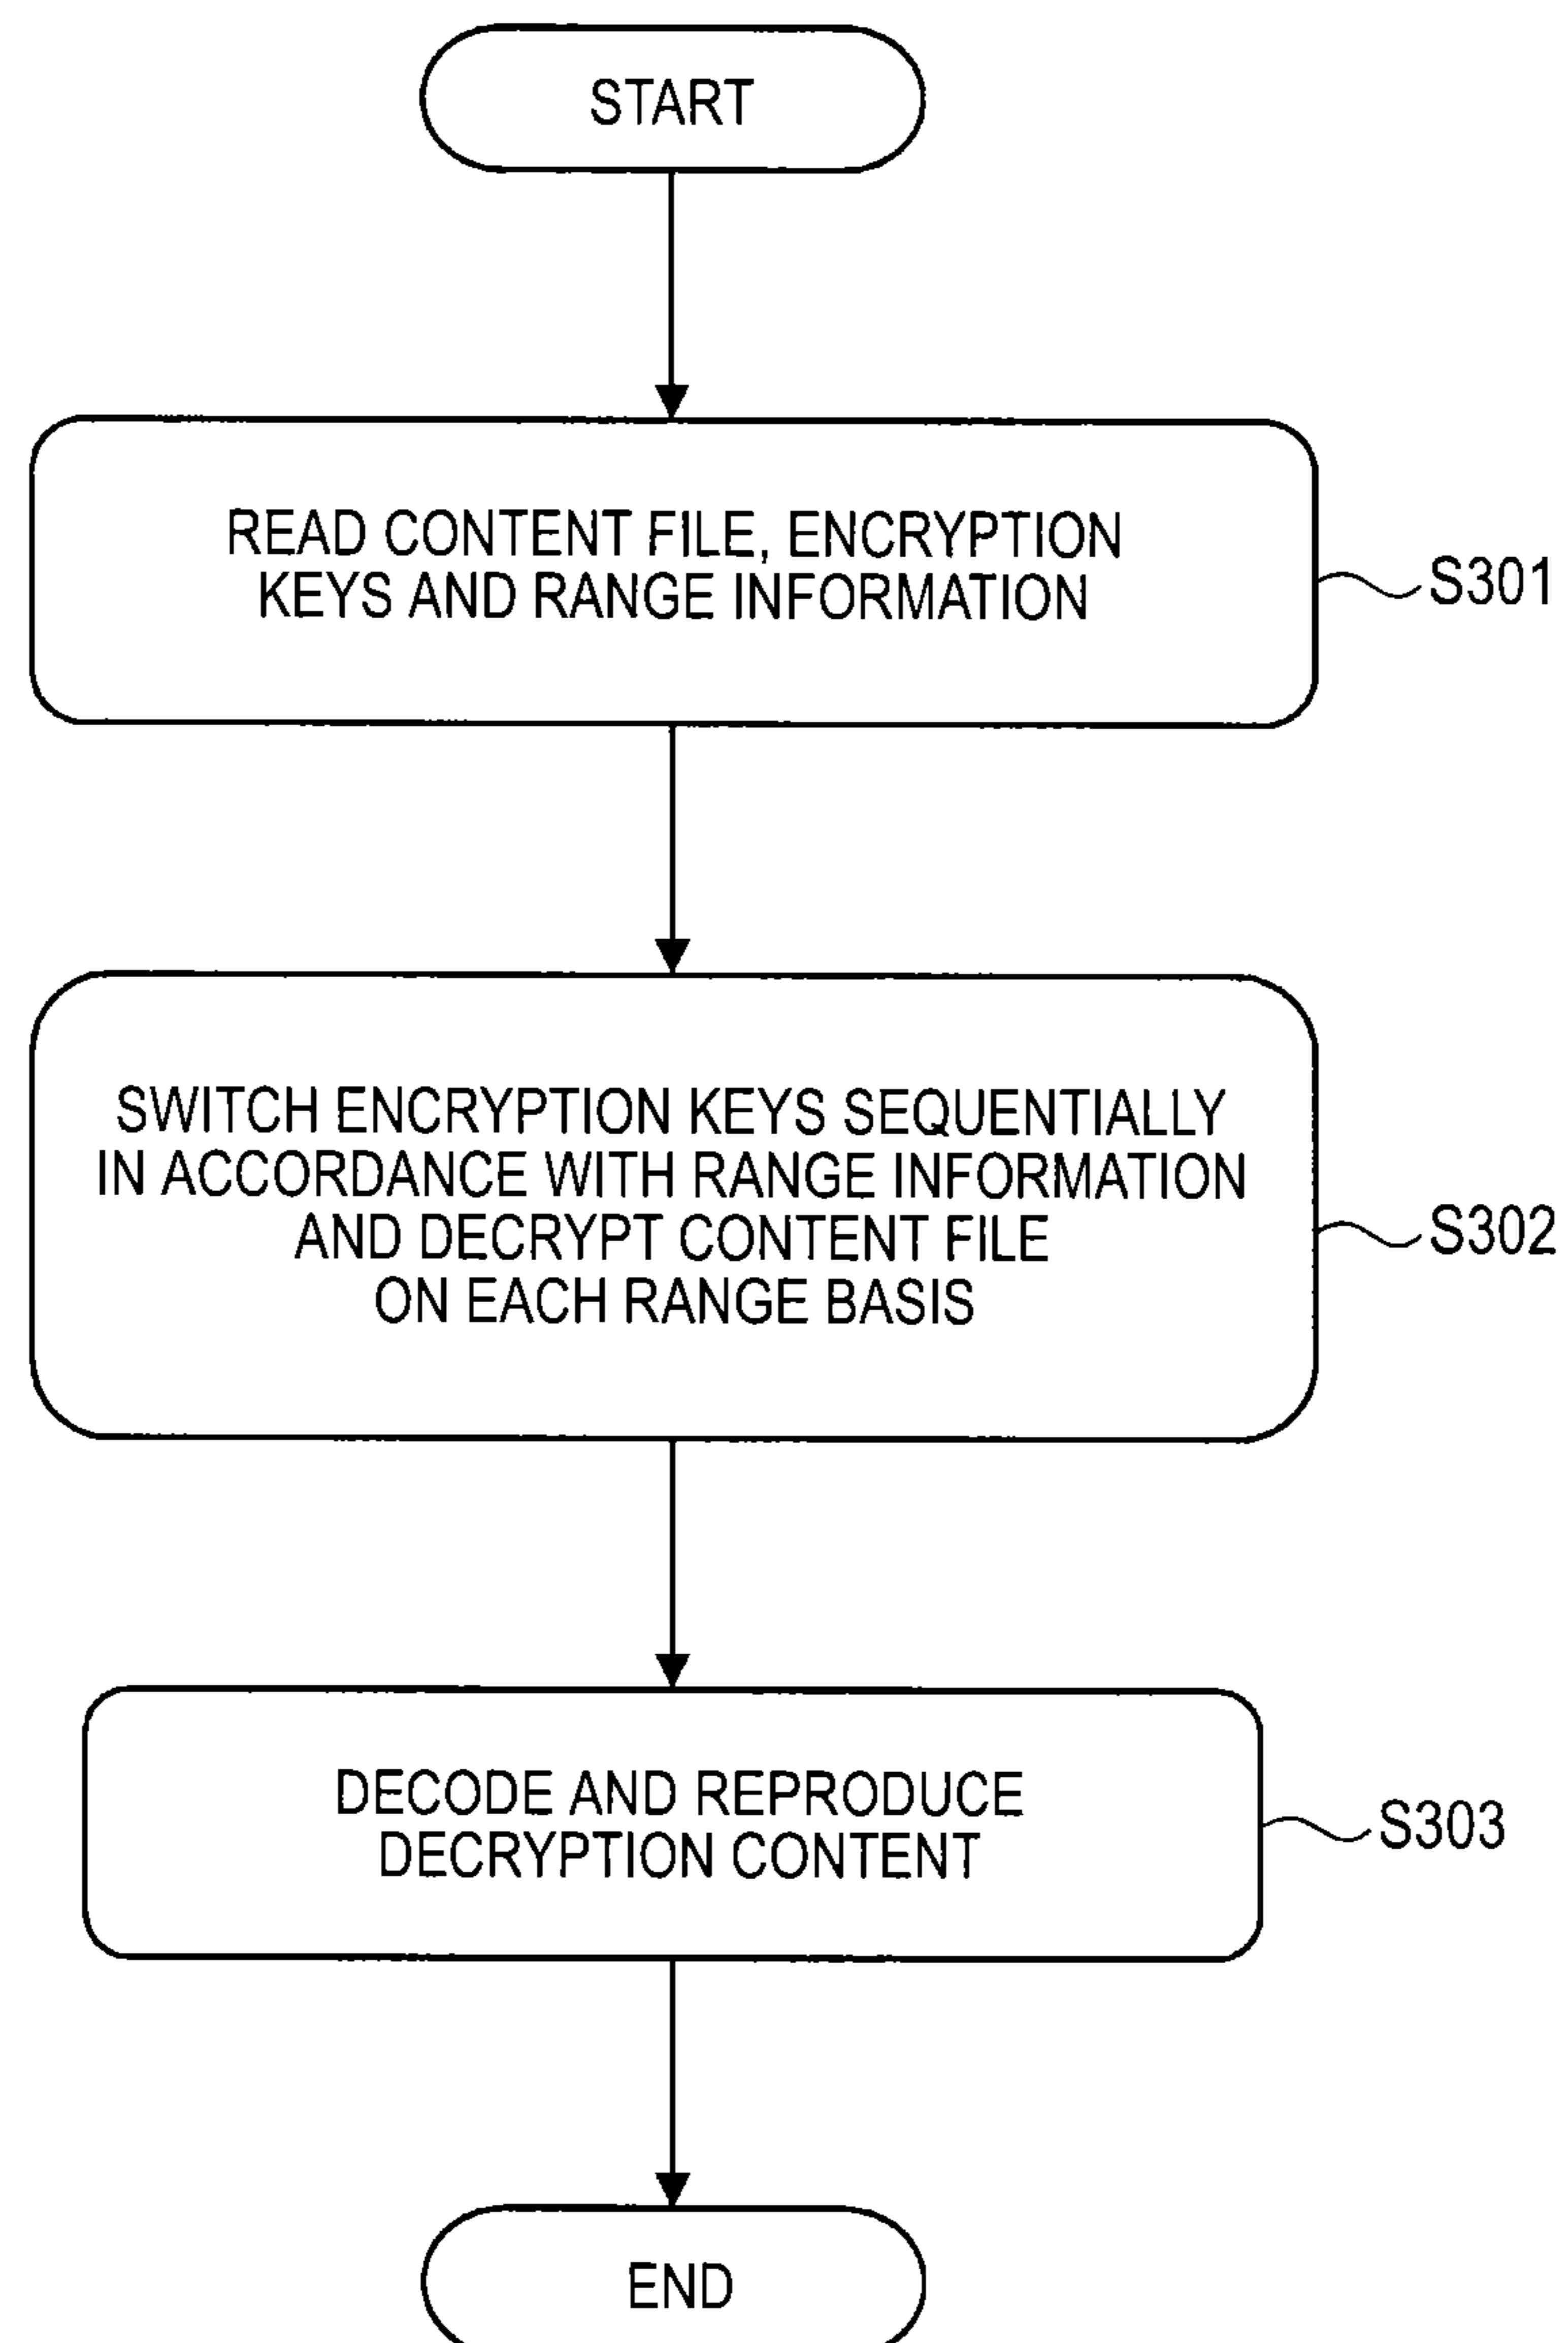 START
READ CONTENT FILE, ENCRYPTION
KEYS AND RANGE INFORMATION
S301
SWITCH ENCRYPTION KEYS SEQUENTIALLY
IN ACCORDANCE WITH RANGE INFORMATION
AND DECRYPT CONTENT FILE
ON EACH RANGE BASIS
S302
DECODE AND REPRODUCE
DECRYPTION CONTENT
S303
END